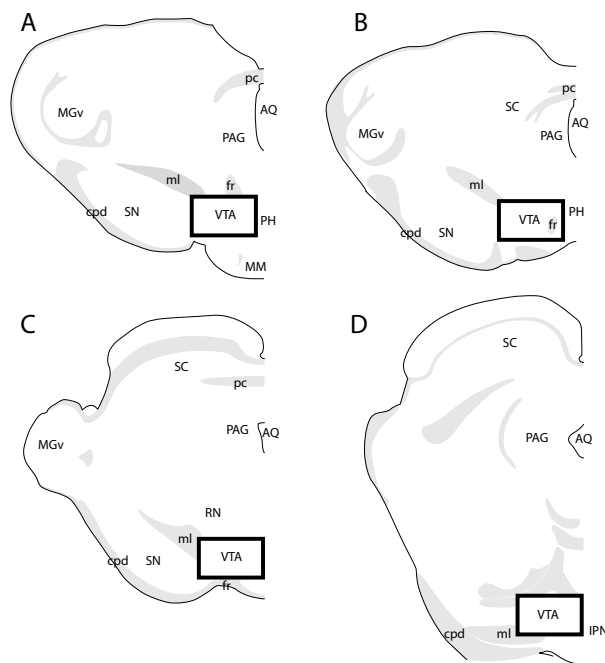 A
pc
MGv
AQ
PAG
ml
fr
cpd
SN
VTA
PH
MM
B
pc
SC
AQ
MGv
PAG
ml
VTA
PH
fr
cpd
SN
C
SC
pc
PAG
AQ
MGv
RN
ml
VTA
cpd
SN
fr
D
SC
PAG
AQ
VTA
cpd
ml
IPN